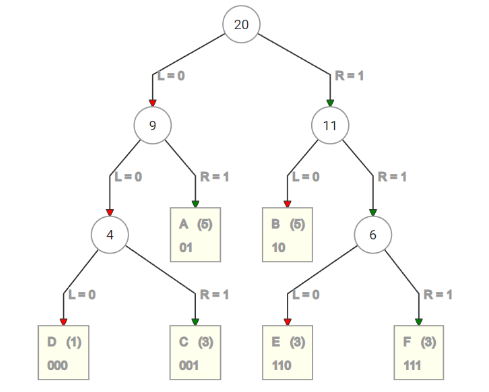 20
L = 0
R = 1
9
11
L = 0
R = 1
L = 0
R = 1
4
A (5)
01
B (5)
10
6
L = 0
R = 1
L = 0
R = 1
D (1)
000
C (3)
001
E (3)
110
F (3)
111